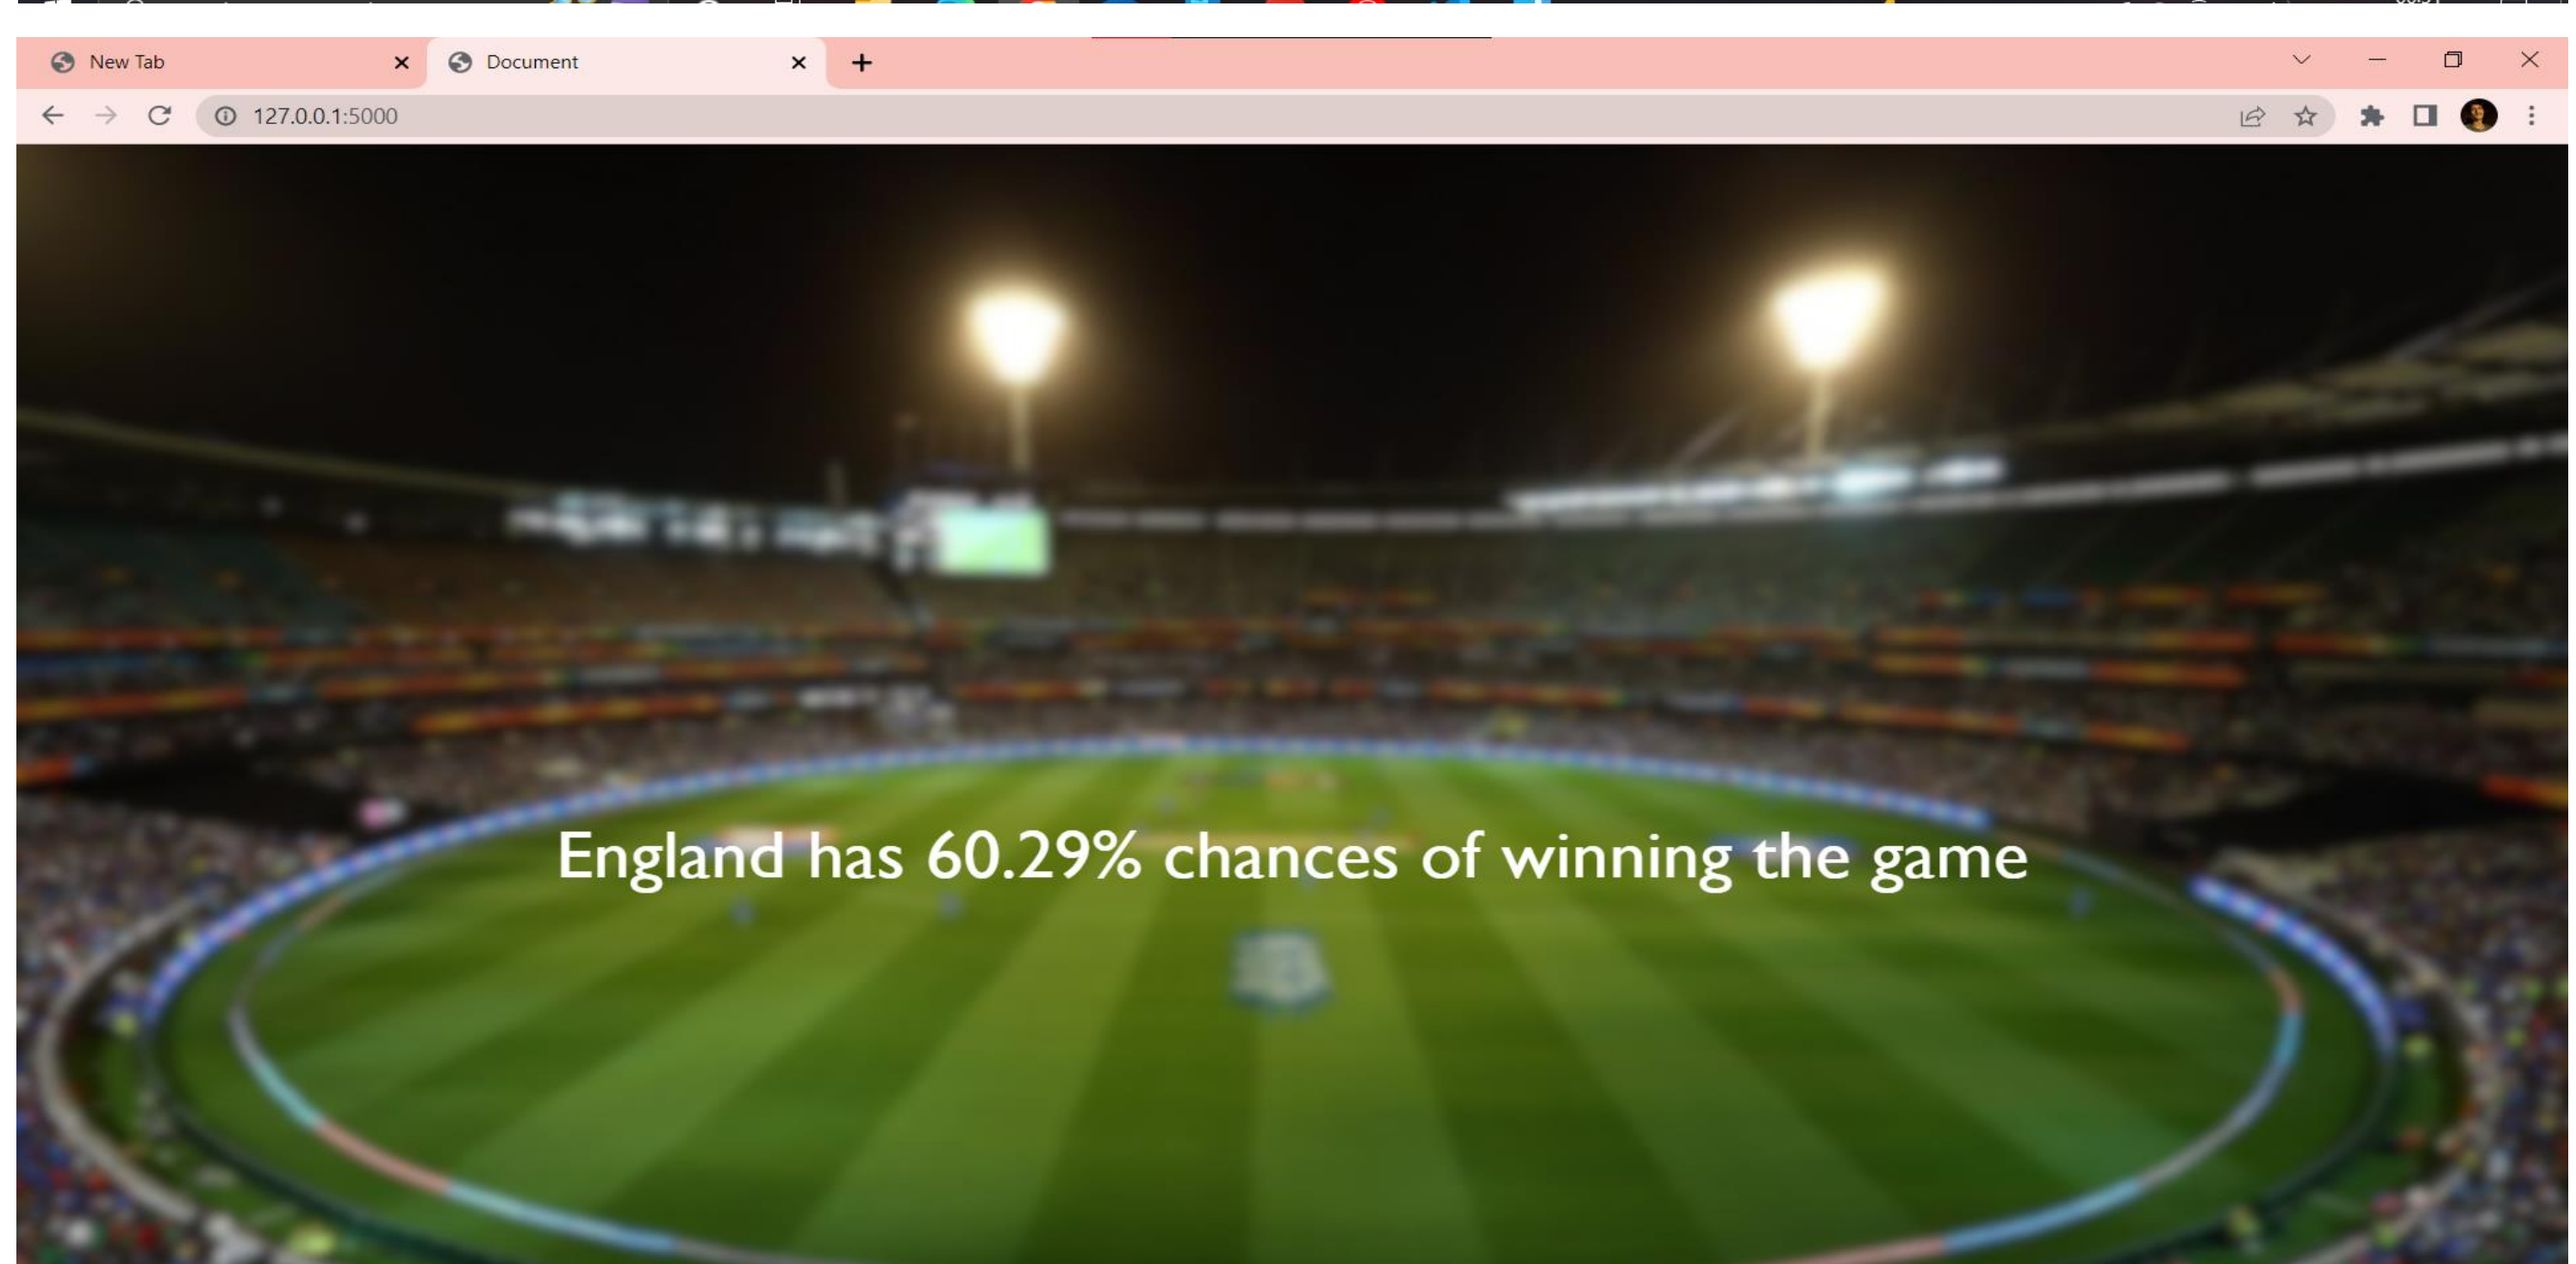 New Tab
Document
127.0.0.1:5000
England has 60.29% chances of winning the game